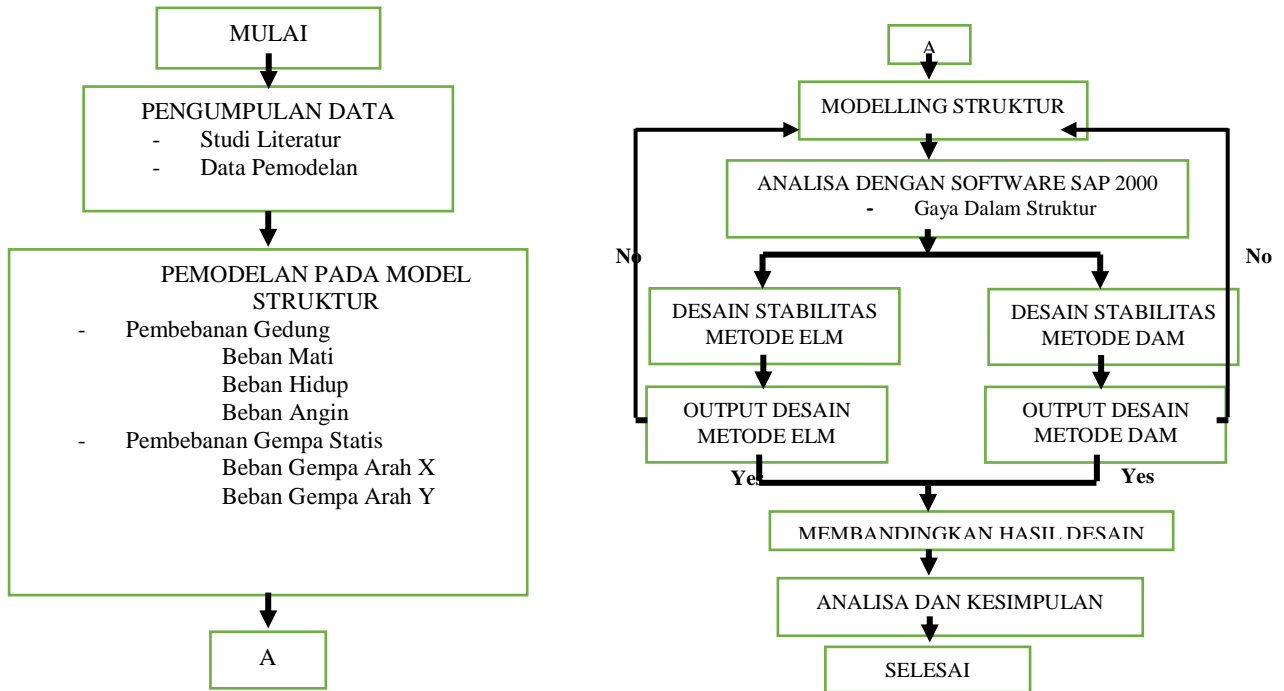 MULAI
PENGUMPULAN DATA
- Studi Literatur
- Data Pemodelan
PEMODELAN PADA MODEL
STRUKTUR
- Pembebanan Gedung
Beban Mati
Beban Hidup
Beban Angin
- Pembebanan Gempa Statis
Beban Gempa Arah X
Beban Gempa Arah Y
A
A
MODELLING STRUKTUR
ANALISA DENGAN SOFTWARE SAP 2000
- Gaya Dalam Struktur
No
No
DESAIN STABILITAS
METODE ELM
DESAIN STABILITAS
METODE DAM
OUTPUT DESAIN
METODE ELM
OUTPUT DESAIN
METODE DAM
Yes
Yes
MEMBANDINGKAN HASIL DESAIN
ANALISA DAN KESIMPULAN
SELESAI